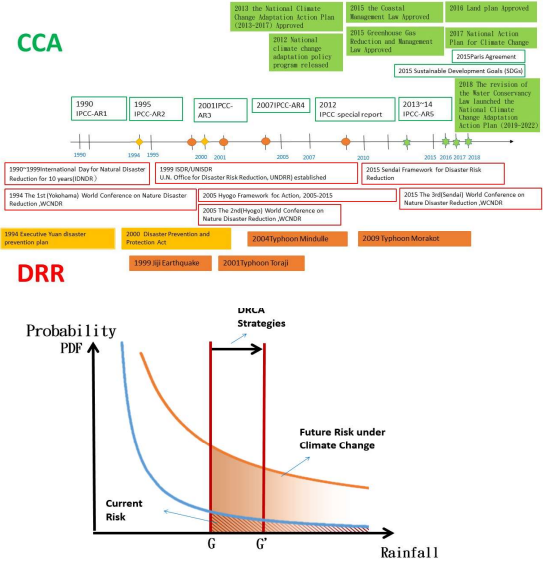 CCA
2013 the National Climate
Change Adaptation Action Plan
(2013-2017) Approved
2012 National
climate change
adaptation policy
program released
2015 the Coastal
Management Law Approved
2015 Greenhouse Gas
Reduction and Management
Law Approved
2016 Land plan Approved
2017 National Action
Plan for Climate Change
2015Paris Agreement
2015 Sustainable Development Goals (SDGs)
2018 The revision of
the Water Conservancy
Law launched the
National Climate
Change Adaptation
Action Plan (2019-2022)
1990
IPCC-AR1
1995
IPCC-AR2
2001IPCC-
AR3
2007IPCC-AR4
2012
IPCC special report
2013~14
IPCC-AR5
1990
1994
1995
2000
2001
2005
2007
2010
2015
2016
2017
2018
1990~1999International Day for Natural Disaster
Reduction for 10 years(IDNDR )
1999 ISDR/UNISDR
U.N. Office for Disaster Risk Reduction, UNDRR) established
2015 Sendai Framework for Disaster Risk
Reduction
1994 The 1st (Yokohama) World Conference on
Nature Disaster Reduction ,WCNDR
2005 Hyogo Framework for Action, 2005-2015
2005 The 2nd(Hyogo) World Conference on
Nature Disaster Reduction ,WCNDR
2015 The 3rd(Sendai) World Conference on
Nature Disaster Reduction, WCNDR
1994 Executive Yuan disaster
prevention plan
2000 Disaster Prevention and
Protection Act
2004Typhoon Mindulle
2009 Typhoon Morakot
1999 Jiji Earthquake
2001Typhoon Toraji
DRR
DRCA
Strategies
Probability
PDF
Future Risk under
Climate Change
Current
Risk
G
G'
Rainfall